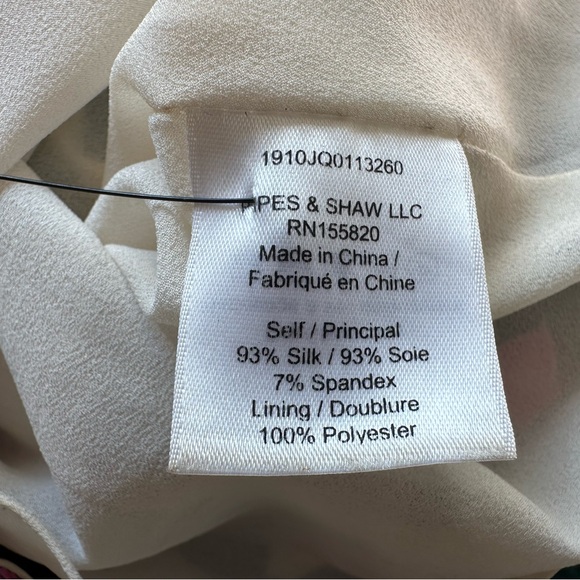 1910JQ0113260
PIPES & SHAW LLC
RN155820
Made in China /
Fabriqué en Chine
Self / Principal
93% Silk / 93% Soie
7% Spandex
Lining / Doublure
100% Polyester